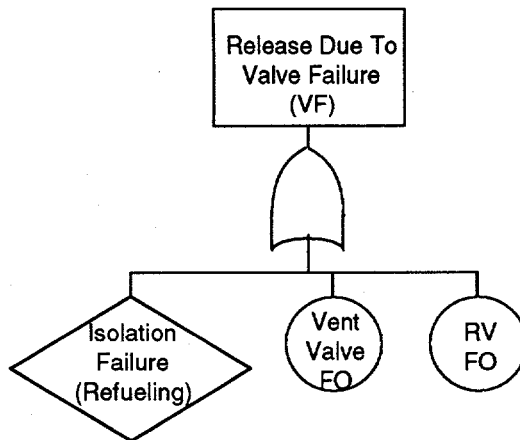 Release Due To
Valve Failure
(VF)
Isolation
Failure
(Refueling)
Vent
Valve
FO
RV
FO